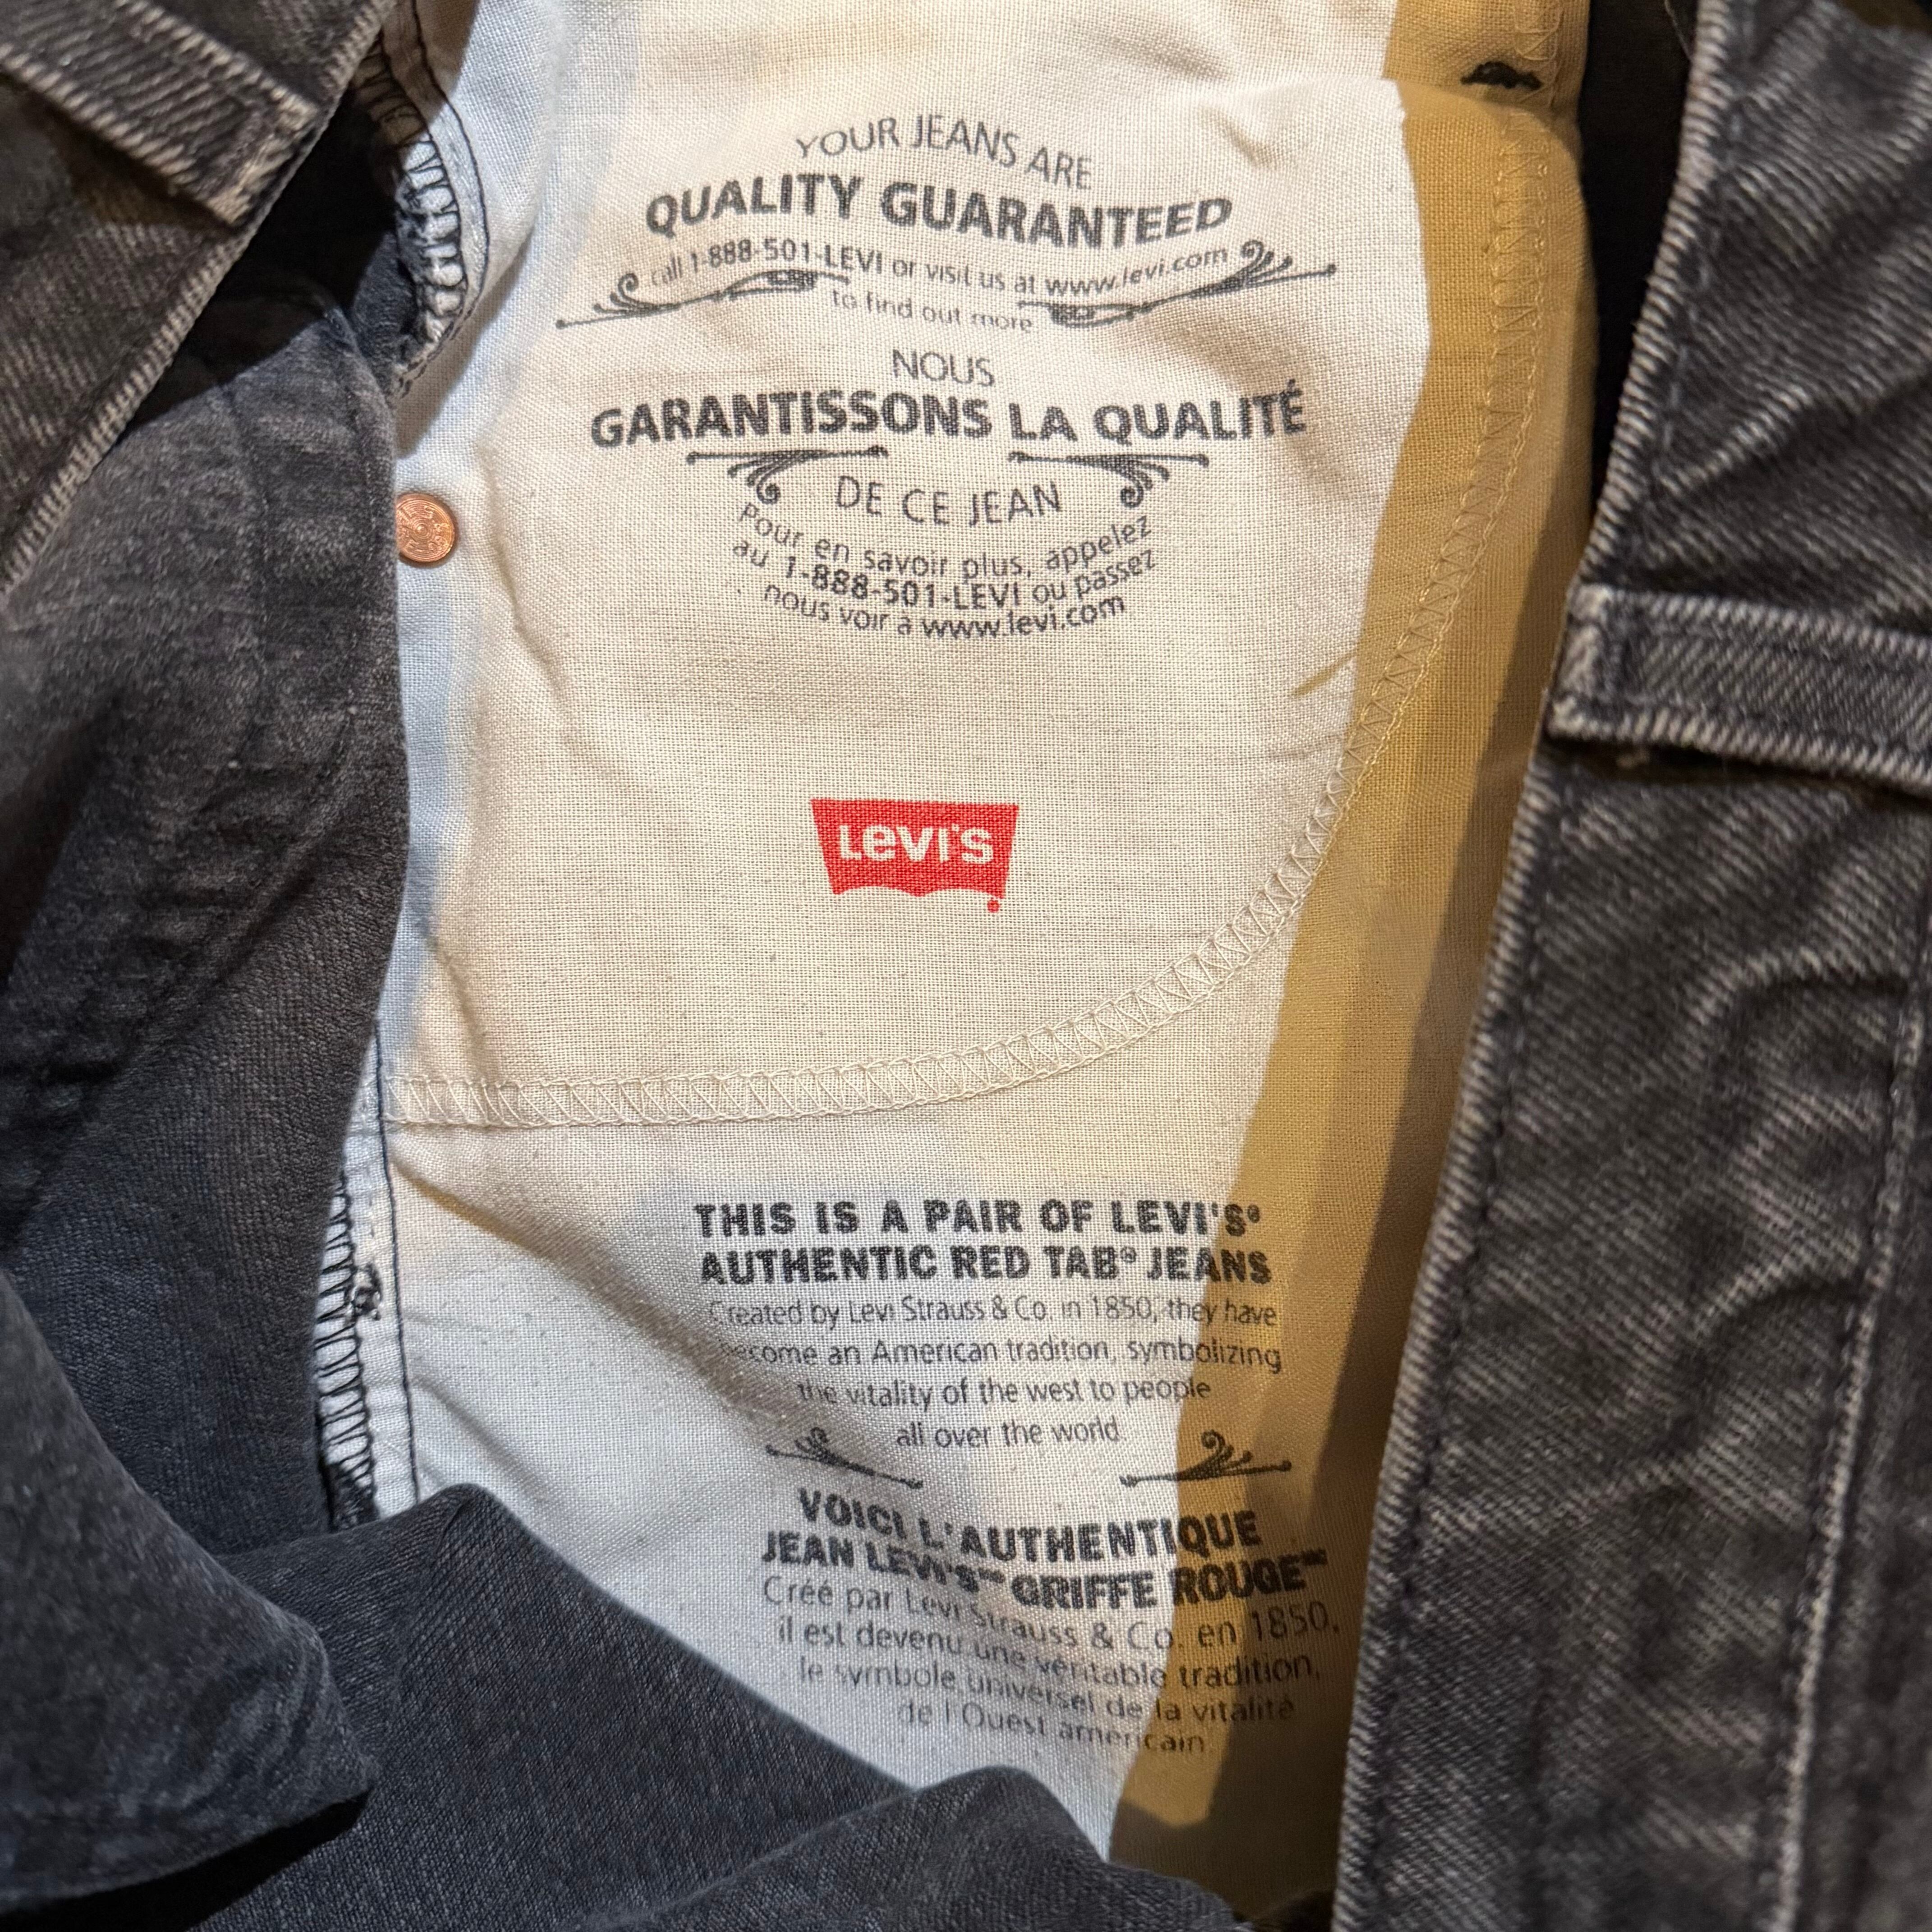 YOUR JEANS ARE
QUALITY GUARANTEED
call 1-888-501-LEVI or visit us at www.levi.com
to find out more
NOUS
GARANTISSONS LA QUALITÉ
DE CE JEAN
Pour en savoir plus, appelez
au 1-888-501-LEVI ou passez
nous voir à www.levi.com
LEVI'S
THIS IS A PAIR OF LEVI'S®
AUTHENTIC RED TAB® JEANS
Created by Levi Strauss & Co. in 1850, they have
become an American tradition, symbolizing
the vitality of the west to people
all over the world.
VOICI L'AUTHENTIQUE
JEAN LEVI'S™ GRIFFE ROUGE™
Créé par Levi Strauss & Co. en 1850,
il est devenu une véritable tradition,
le symbole universel de la vitalité
de l'Ouest américain